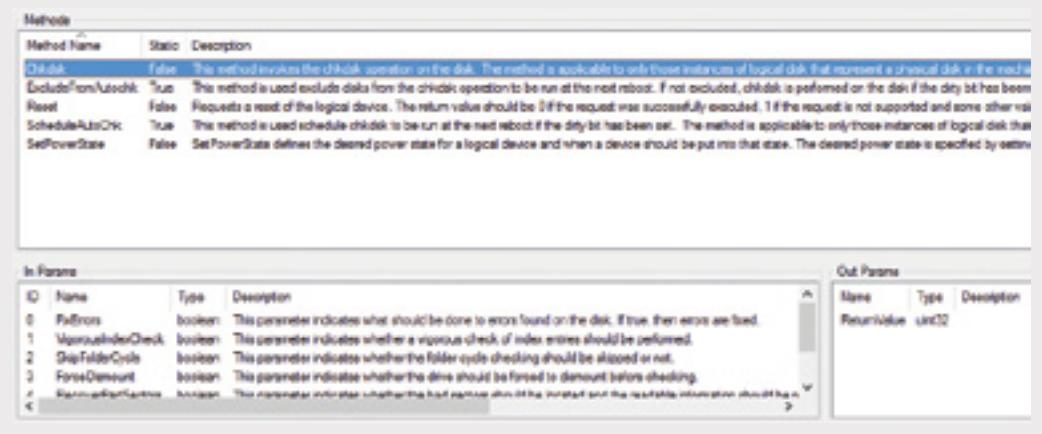 Methods
Method Name Static Description
Chkdsk False This method invokes the chkdsk operation on the disk. The method is applicable to only those instances of logical disk that represent a physical disk in the machin
ExcludeFromAutochk True This method is used exclude disks from the chkdsk operation to be run at the next reboot. If not excluded, chkdsk is performed on the disk if the dirty bit has been
Reset False Requests a reset of the logical device. The return value should be 0 if the request was successfully executed, 1 if the request is not supported and some other val
ScheduleAutoChk True This method is used schedule chkdsk to be run at the next reboot if the dirty bit has been set. The method is applicable to only those instances of logical disk that
SetPowerState False SetPowerState defines the desired power state for a logical device and when a device should be put into that state. The desired power state is specified by setting
In Params
ID Name Type Description
0 FixErrors boolean This parameter indicates what should be done to errors found on the disk. If true, then errors are fixed.
1 VigorousIndexCheck boolean This parameter indicates whether a vigorous check of index entries should be performed.
2 SkipFolderCycle boolean This parameter indicates whether the folder cycle checking should be skipped or not.
3 ForceDismount boolean This parameter indicates whether the drive should be forced to dismount before checking.
4 RecoverBadSectors boolean This parameter indicates whether the bad sectors should be located and the readable information should be
Out Params
Name Type Description
ReturnValue uint32